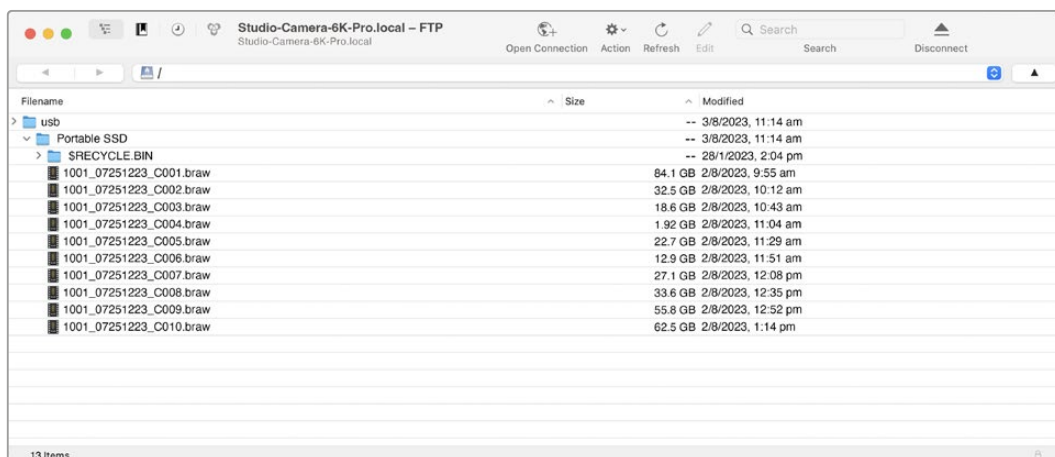 Studio-Camera-6K-Pro.local – FTP
Studio-Camera-6K-Pro.local
Open Connection Action Refresh Edit Search Search Disconnect
/
Filename Size Modified
usb -- 3/8/2023, 11:14 am
Portable SSD -- 3/8/2023, 11:14 am
$RECYCLE.BIN -- 28/1/2023, 2:04 pm
1001_07251223_C001.braw 84.1 GB 2/8/2023, 9:55 am
1001_07251223_C002.braw 32.5 GB 2/8/2023, 10:12 am
1001_07251223_C003.braw 18.6 GB 2/8/2023, 10:43 am
1001_07251223_C004.braw 1.92 GB 2/8/2023, 11:04 am
1001_07251223_C005.braw 22.7 GB 2/8/2023, 11:29 am
1001_07251223_C006.braw 12.9 GB 2/8/2023, 11:51 am
1001_07251223_C007.braw 27.1 GB 2/8/2023, 12:08 pm
1001_07251223_C008.braw 33.6 GB 2/8/2023, 12:35 pm
1001_07251223_C009.braw 55.8 GB 2/8/2023, 12:52 pm
1001_07251223_C010.braw 62.5 GB 2/8/2023, 1:14 pm
13 Items